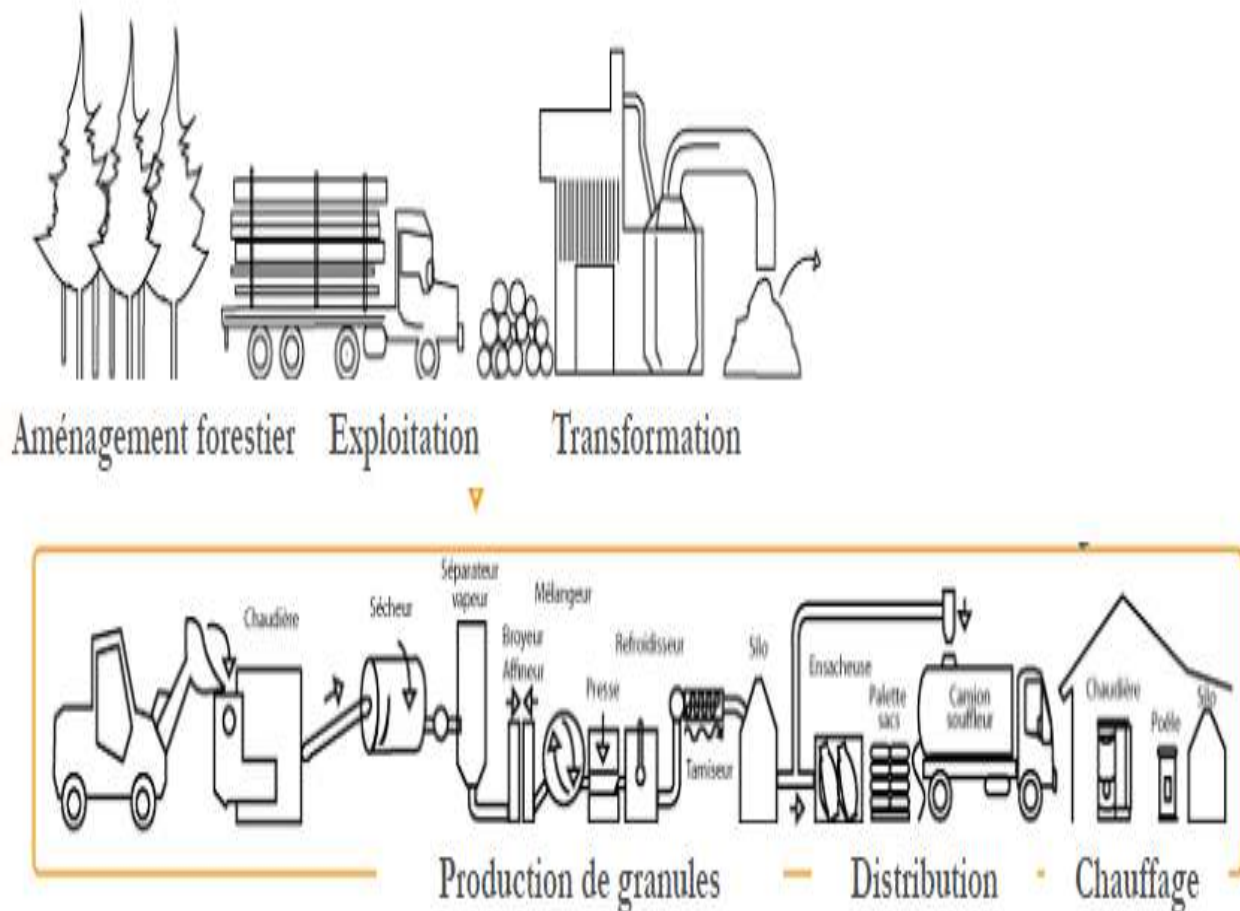 Aménagement forestier Exploitation Transformation
Chaudière
Sécheur
Séparateur
vapeur
Broyeur
Affineur
Mélangeur
Presse
Refroidisseur
Tamiseur
Silo
Ensacheuse
Palette
sacs
Camion
souffleur
Chaudière
Poêle
Silo
Production de granules Distribution Chauffage